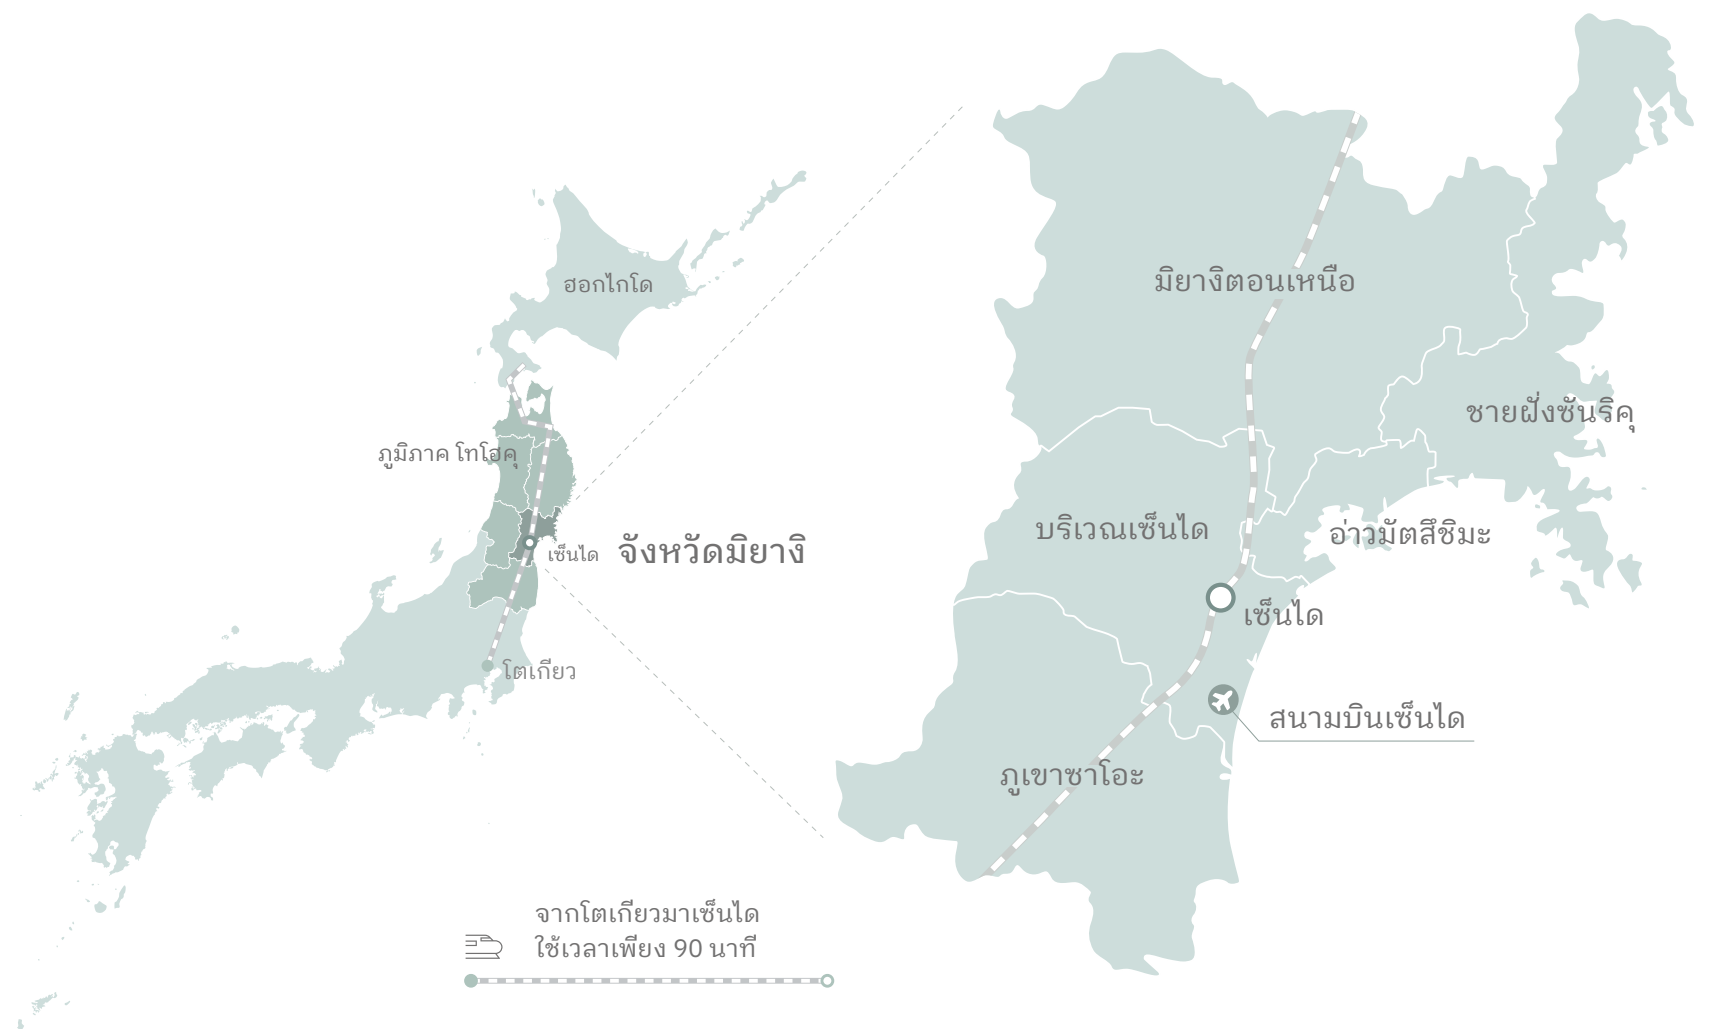 ฮอกไกโด
ภูมิภาค โทโฮคุ
เซ็นได
จังหวัดมิยางิ
โตเกียว
จากโตเกียวมาเซ็นได
ใช้เวลาเพียง 90 นาที
มิยางิตอนเหนือ
ชายฝั่งซันริคุ
บริเวณเซ็นได
อ่าวมัตสึชิมะ
เซ็นได
สนามบินเซ็นได
ภูเขาซาโอะ